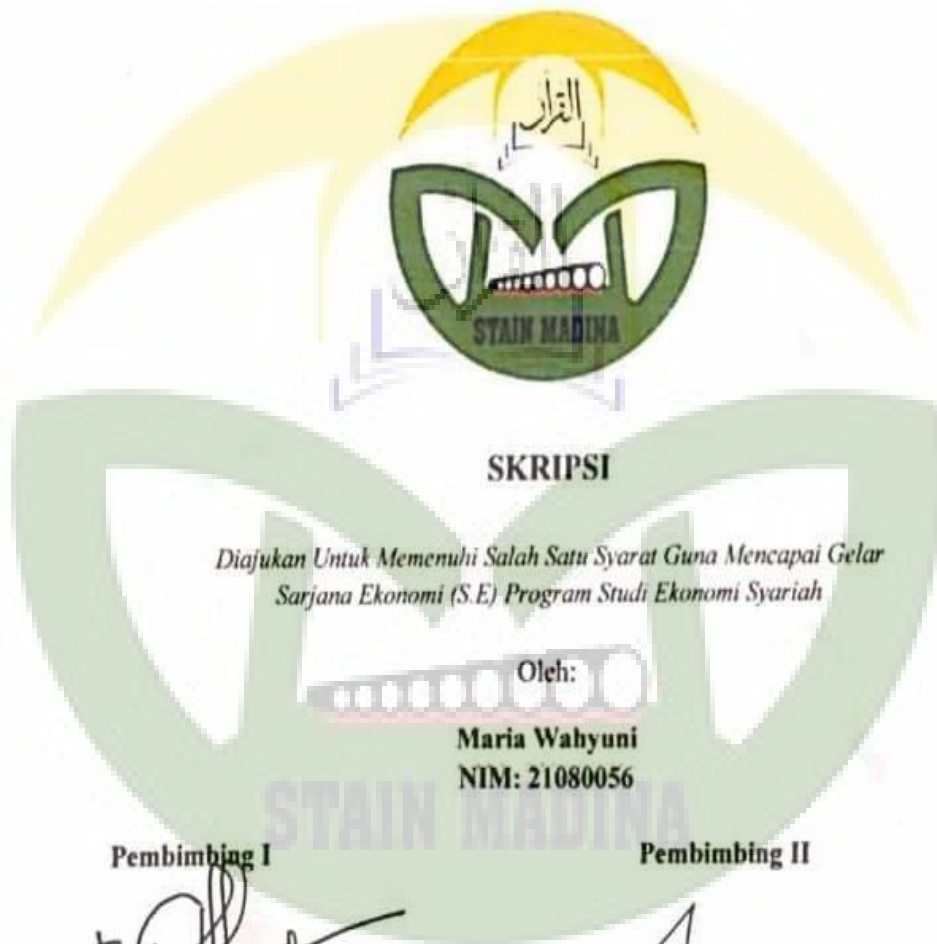 القرآن
STAIN MADINA
SKRIPSI
Diajukan Untuk Memenuhi Salah Satu Syarat Guna Mencapai Gelar
Sarjana Ekonomi (S.E) Program Studi Ekonomi Syariah
Oleh:
Maria Wahyuni
NIM: 21080056
STAIN MADINA
Pembimbing I
Pembimbing II